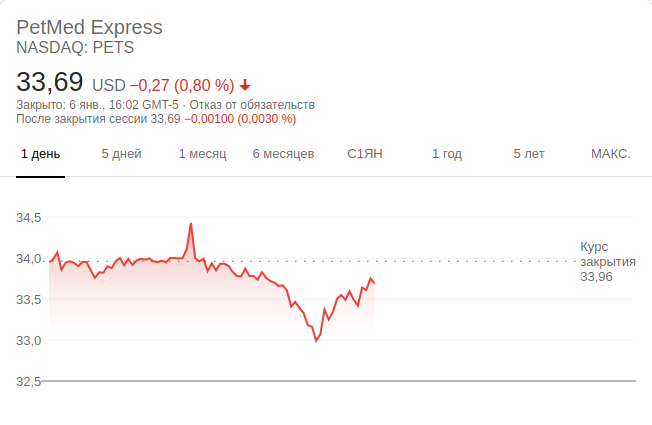 PetMed Express
NASDAQ: PETS
33,69 USD −0,27 (0,80 %)
Закрыто: 6 янв., 16:02 GMT-5 · Отказ от обязательств
После закрытия сессии 33,69 −0,00100 (0,0030 %)
1 день 5 дней 1 месяц 6 месяцев С1ЯН 1 год 5 лет МАКС.
34,5
34,0
33,5
33,0
32,5
Курс
закрытия
33,96